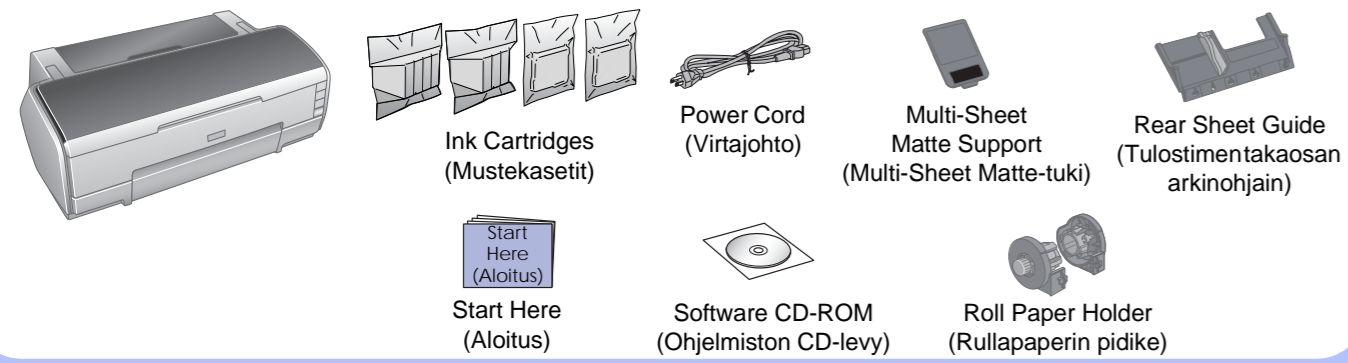 Ink Cartridges
(Mustekasetit)
Power Cord
(Virtajohto)
Multi-Sheet
Matte Support
(Multi-Sheet Matte-tuki)
Rear Sheet Guide
(Tulostimentakaosan
arkinohjain)
Start
Here
(Aloitus)
Start Here
(Aloitus)
Software CD-ROM
(Ohjelmiston CD-levy)
Roll Paper Holder
(Rullapaperin pidike)